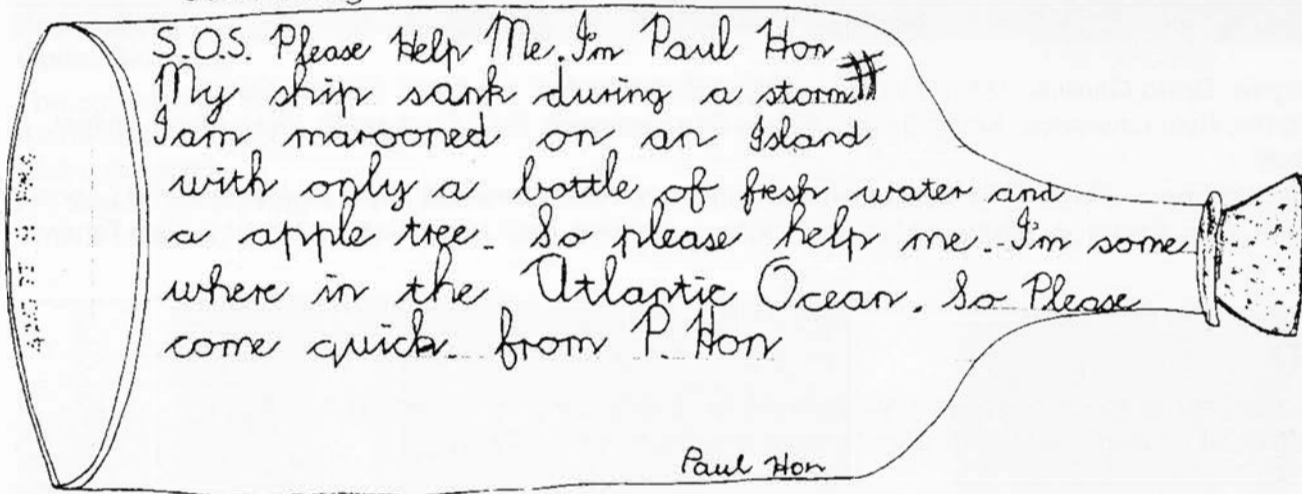 S.O.S. Please Help Me. I'm Paul Hon
My ship sank during a storm
I am marooned on an Island
with only a bottle of fresh water and
a apple tree. So please help me. I'm some
where in the Atlantic Ocean. So Please
come quick. from P. Hon
Paul Hon